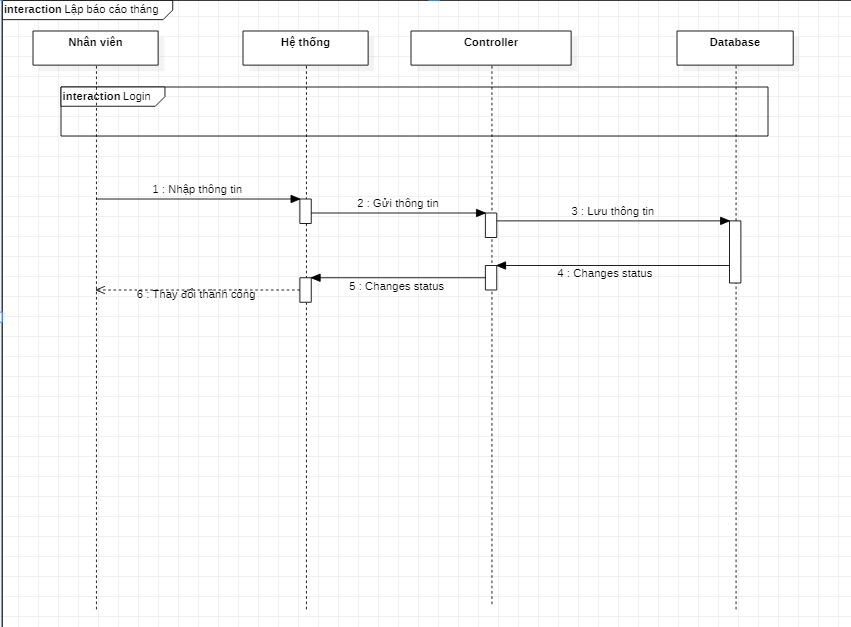 interaction Lập báo cáo tháng
Nhân viên
Hệ thống
Controller
Database
interaction Login
1 : Nhập thông tin
2 : Gửi thông tin
3 : Lưu thông tin
4 : Changes status
5 : Changes status
6 : Thay đổi thành công